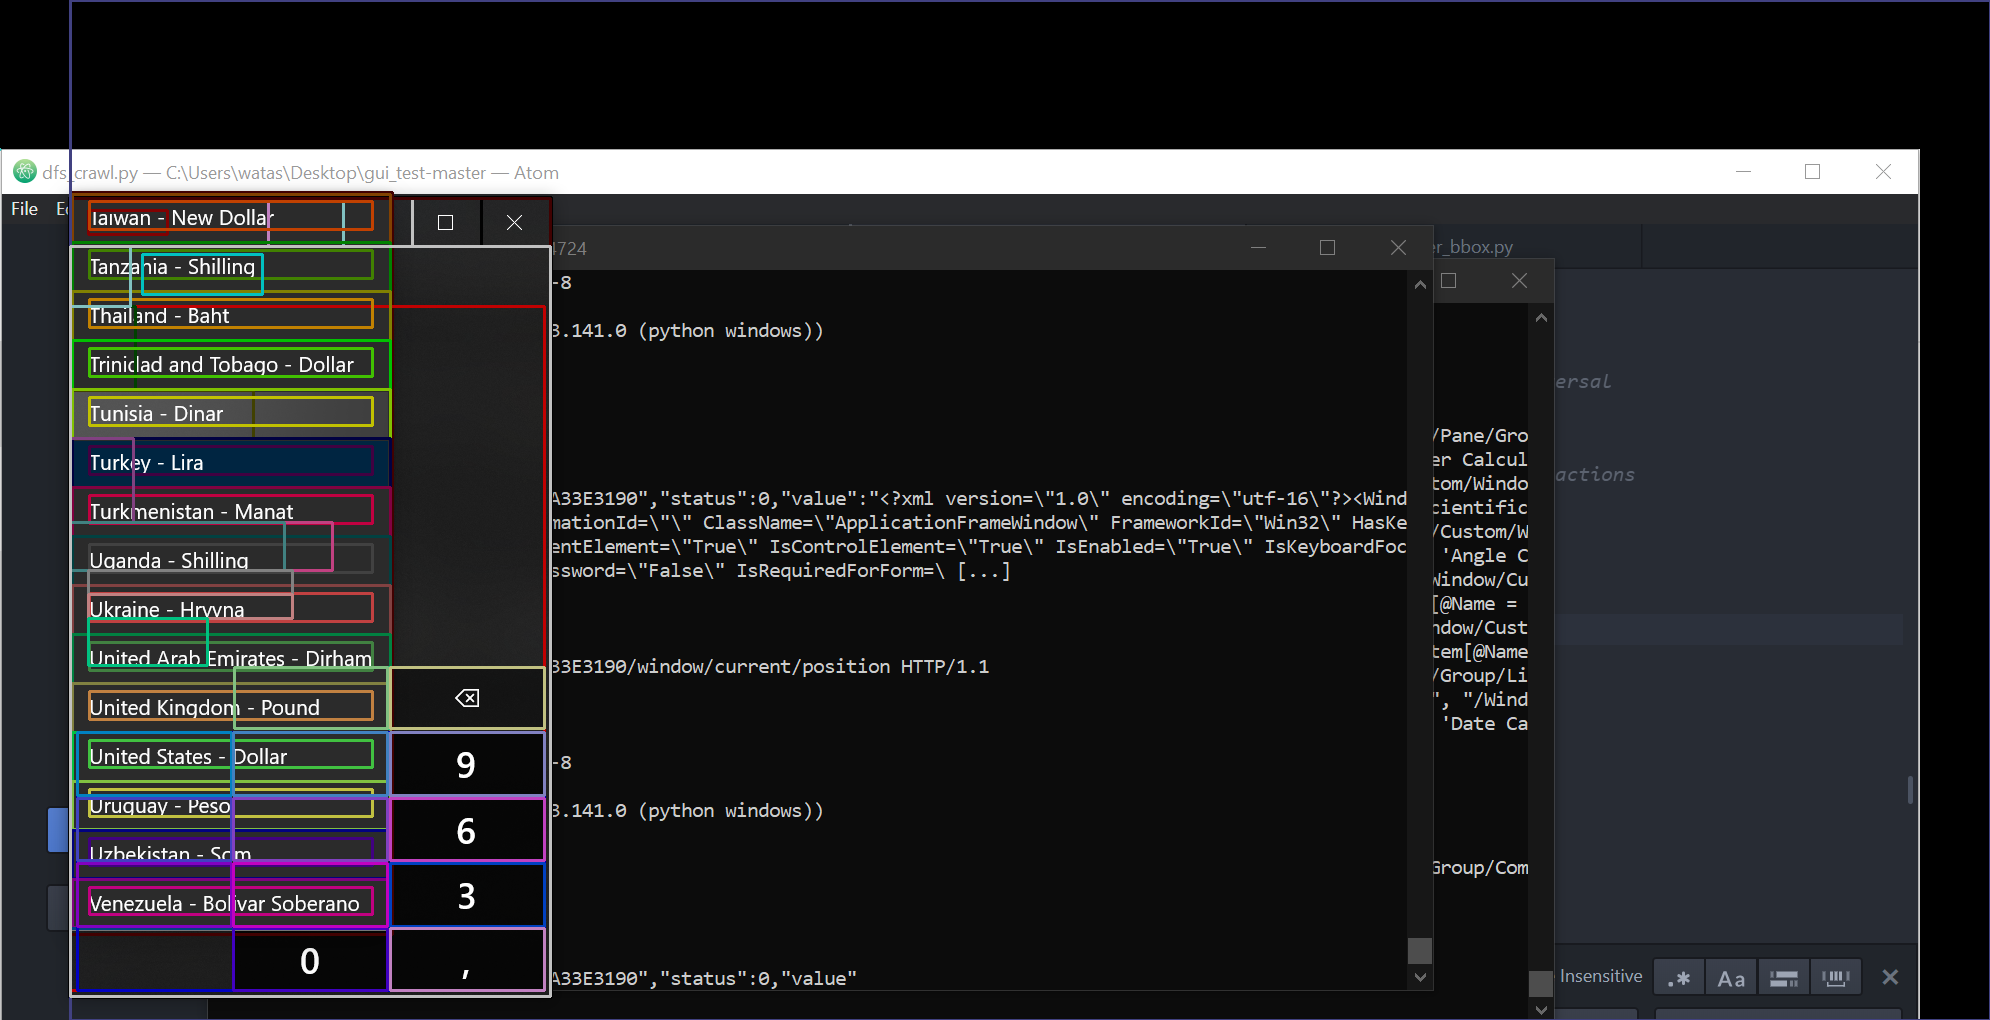 dfs_crawl.py — C:\Users\watas\Desktop\gui_test-master — Atom
File
Taiwan - New Dollar
Tanzania - Shilling
Thailand - Baht
Trinidad and Tobago - Dollar
Tunisia - Dinar
Turkey - Lira
Turkmenistan - Manat
Uganda - Shilling
Ukraine - Hryvna
United Arab Emirates - Dirham
United Kingdom - Pound
United States - Dollar
Uruguay - Peso
Uzbekistan - Som
Venezuela - Bolivar Soberano
9
6
3
0
,
4724
-8
3.141.0 (python windows))
A33E3190","status":0,"value":"<?xml version=\"1.0\" encoding=\"utf-16\"?><Wind
mationId=\"\" ClassName=\"ApplicationFrameWindow\" FrameworkId=\"Win32\" HasKe
entElement=\"True\" IsControlElement=\"True\" IsEnabled=\"True\" IsKeyboardFoc
ssword=\"False\" IsRequiredForForm=\ [...]
33E3190/window/current/position HTTP/1.1
-8
3.141.0 (python windows))
A33E3190","status":0,"value"
er_bbox.py
/Pane/Gro
er Calcul
tom/Windo
cientific
/Custom/W
'Angle C
Window/Cu
[@Name =
ndow/Cust
tem[@Name
/Group/Li
", "/Wind
'Date Ca
Group/Com
ersal
actions
Insensitive
.*
Aa